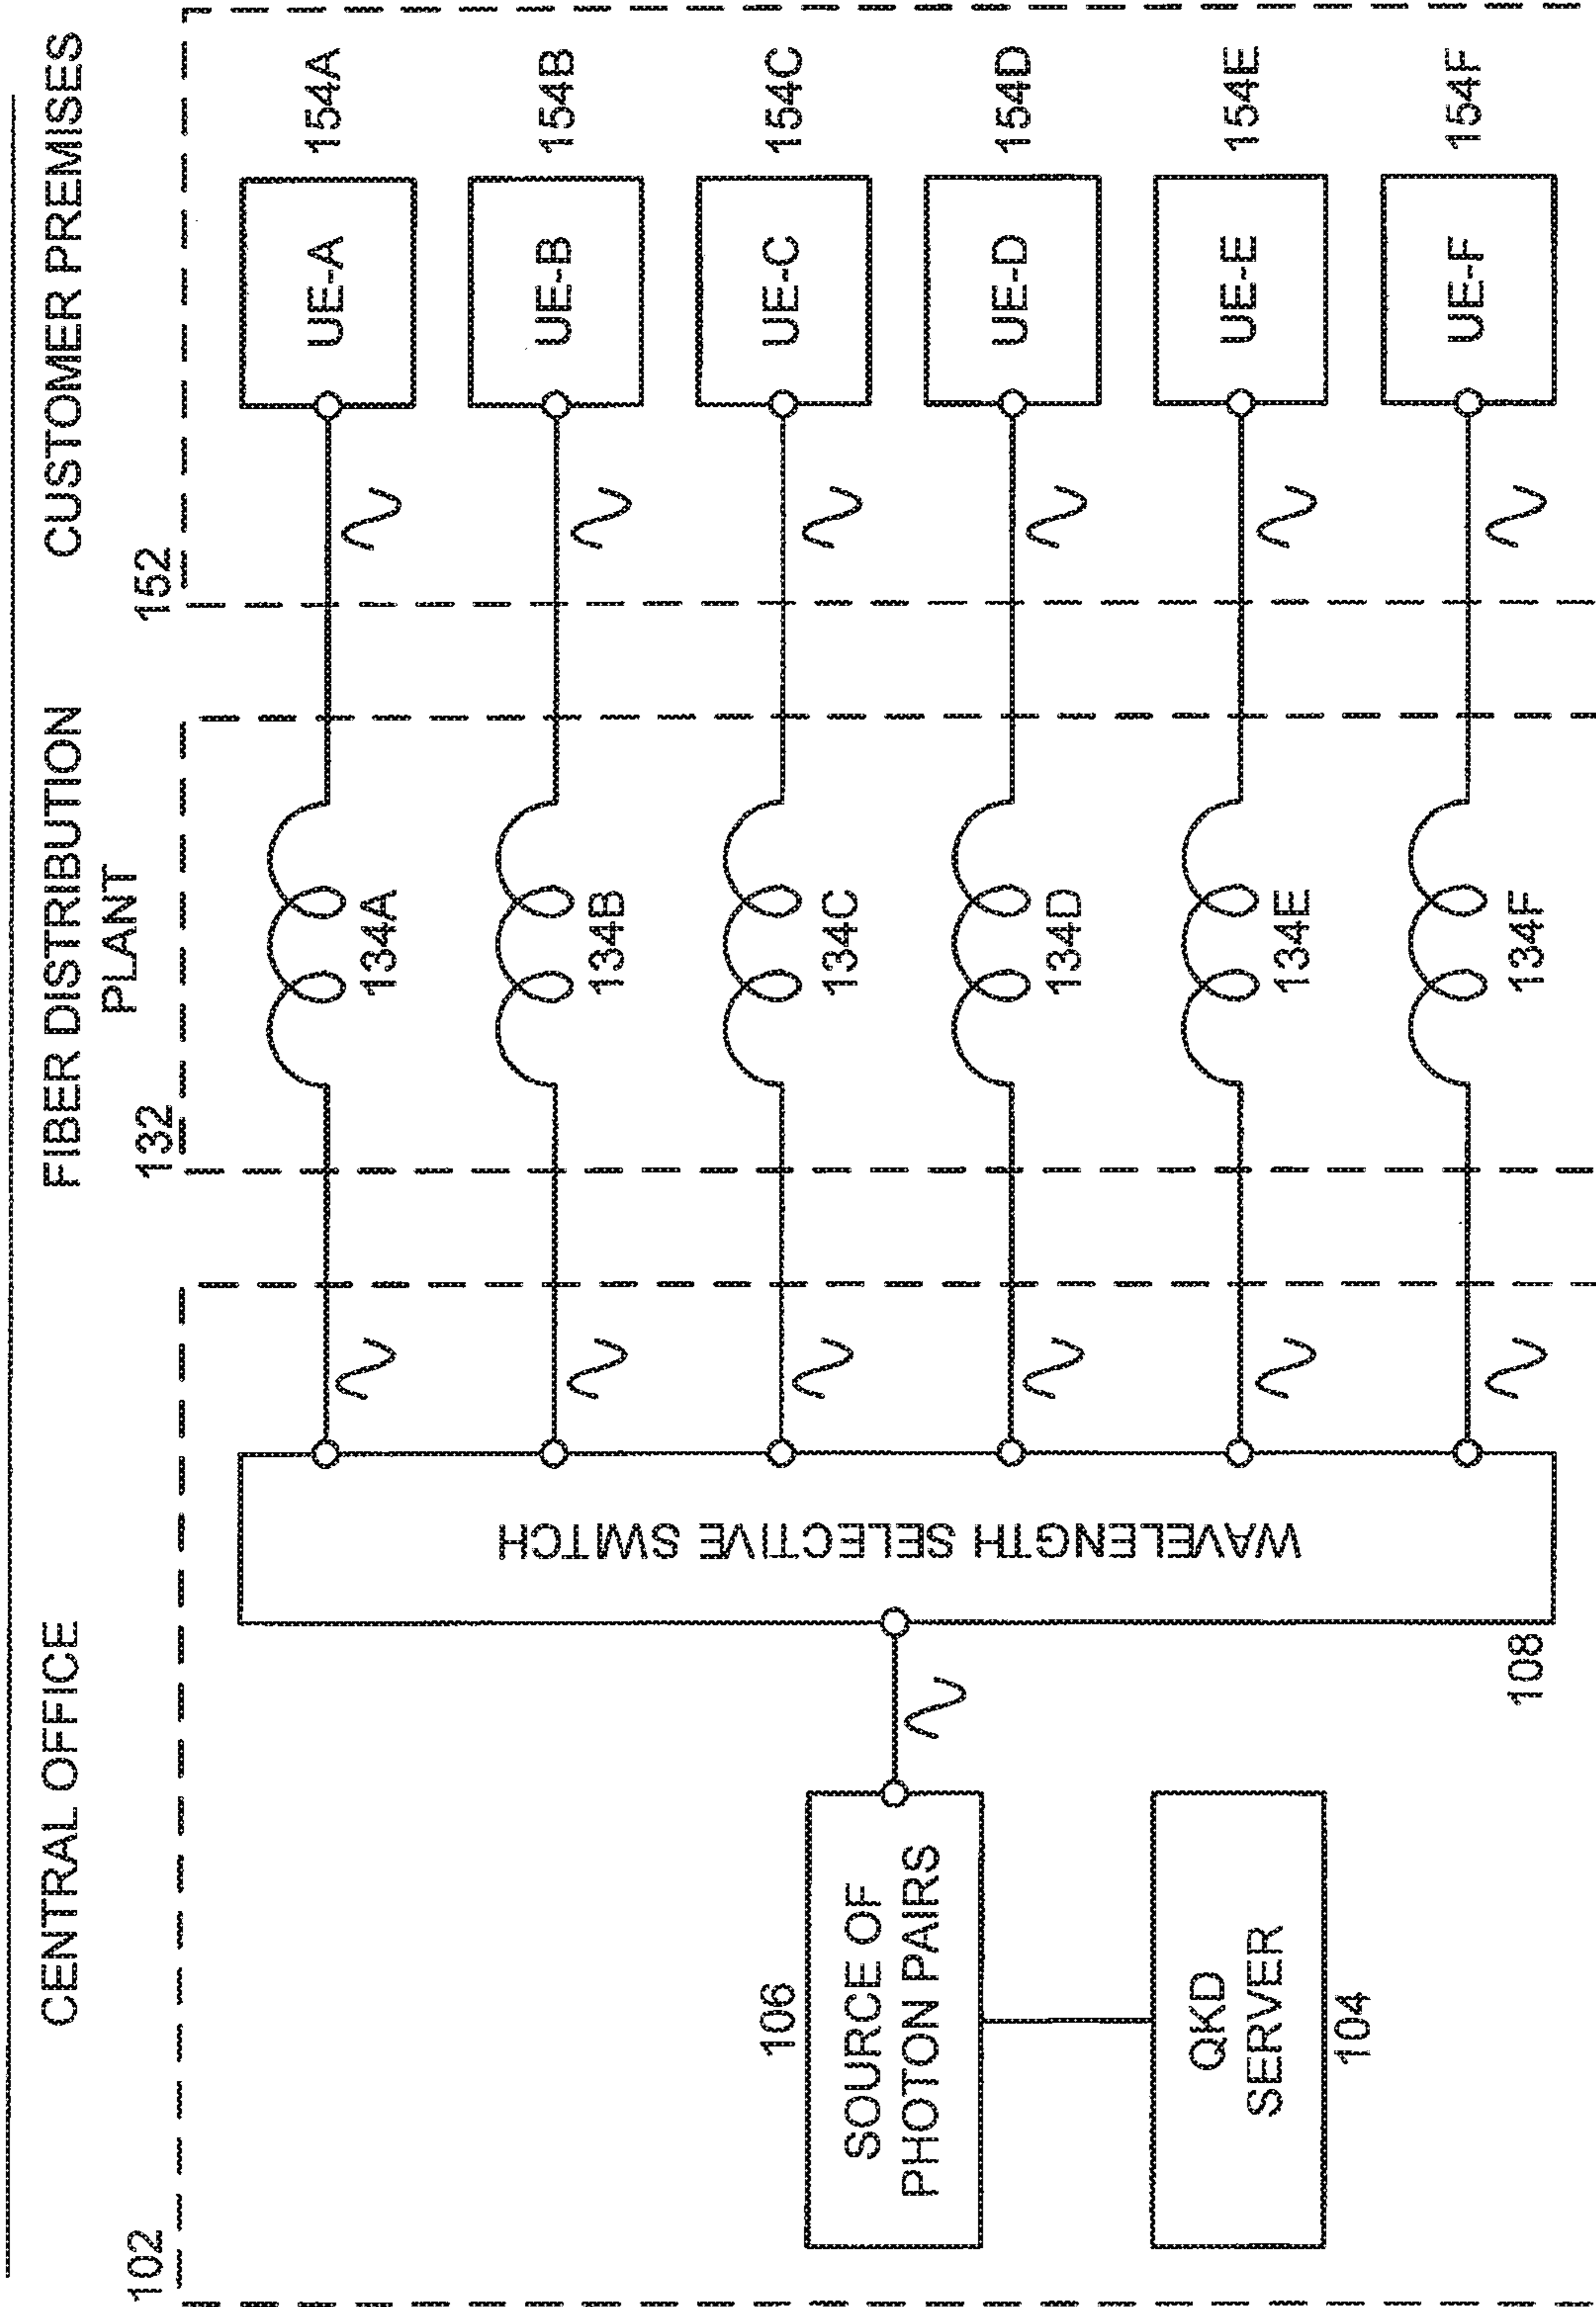 CENTRAL OFFICE
FIBER DISTRIBUTION
PLANT
CUSTOMER PREMISES
102
132
152
106
SOURCE OF
PHOTON PAIRS
QKD
SERVER
104
WAVELENGTH SELECTIVE SWITCH
108
134A
134B
134C
134D
134E
134F
UE-A
154A
UE-B
154B
UE-C
154C
UE-D
154D
UE-E
154E
UE-F
154F